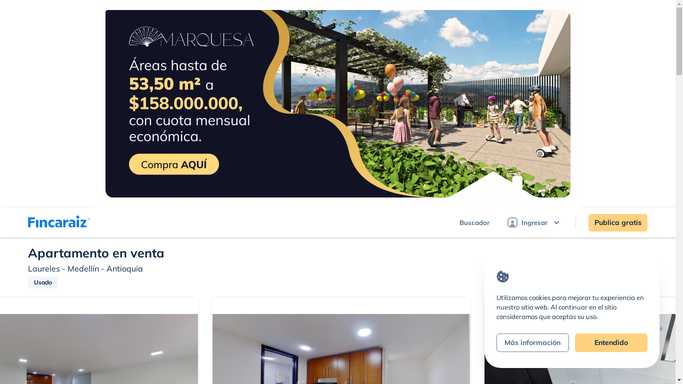 MARQUESA
Áreas hasta de
53,50 m² a
$158.000.000,
con cuota mensual
económica.
Compra AQUÍ
Fincaraiz
Buscador
Ingresar
Publica gratis
Apartamento en venta
Laureles - Medellín - Antioquia
Usado
Utilizamos cookies para mejorar tu experiencia en
nuestro sitio web. Al continuar en el sitio
consideramos que aceptas su uso.
Más información
Entendido